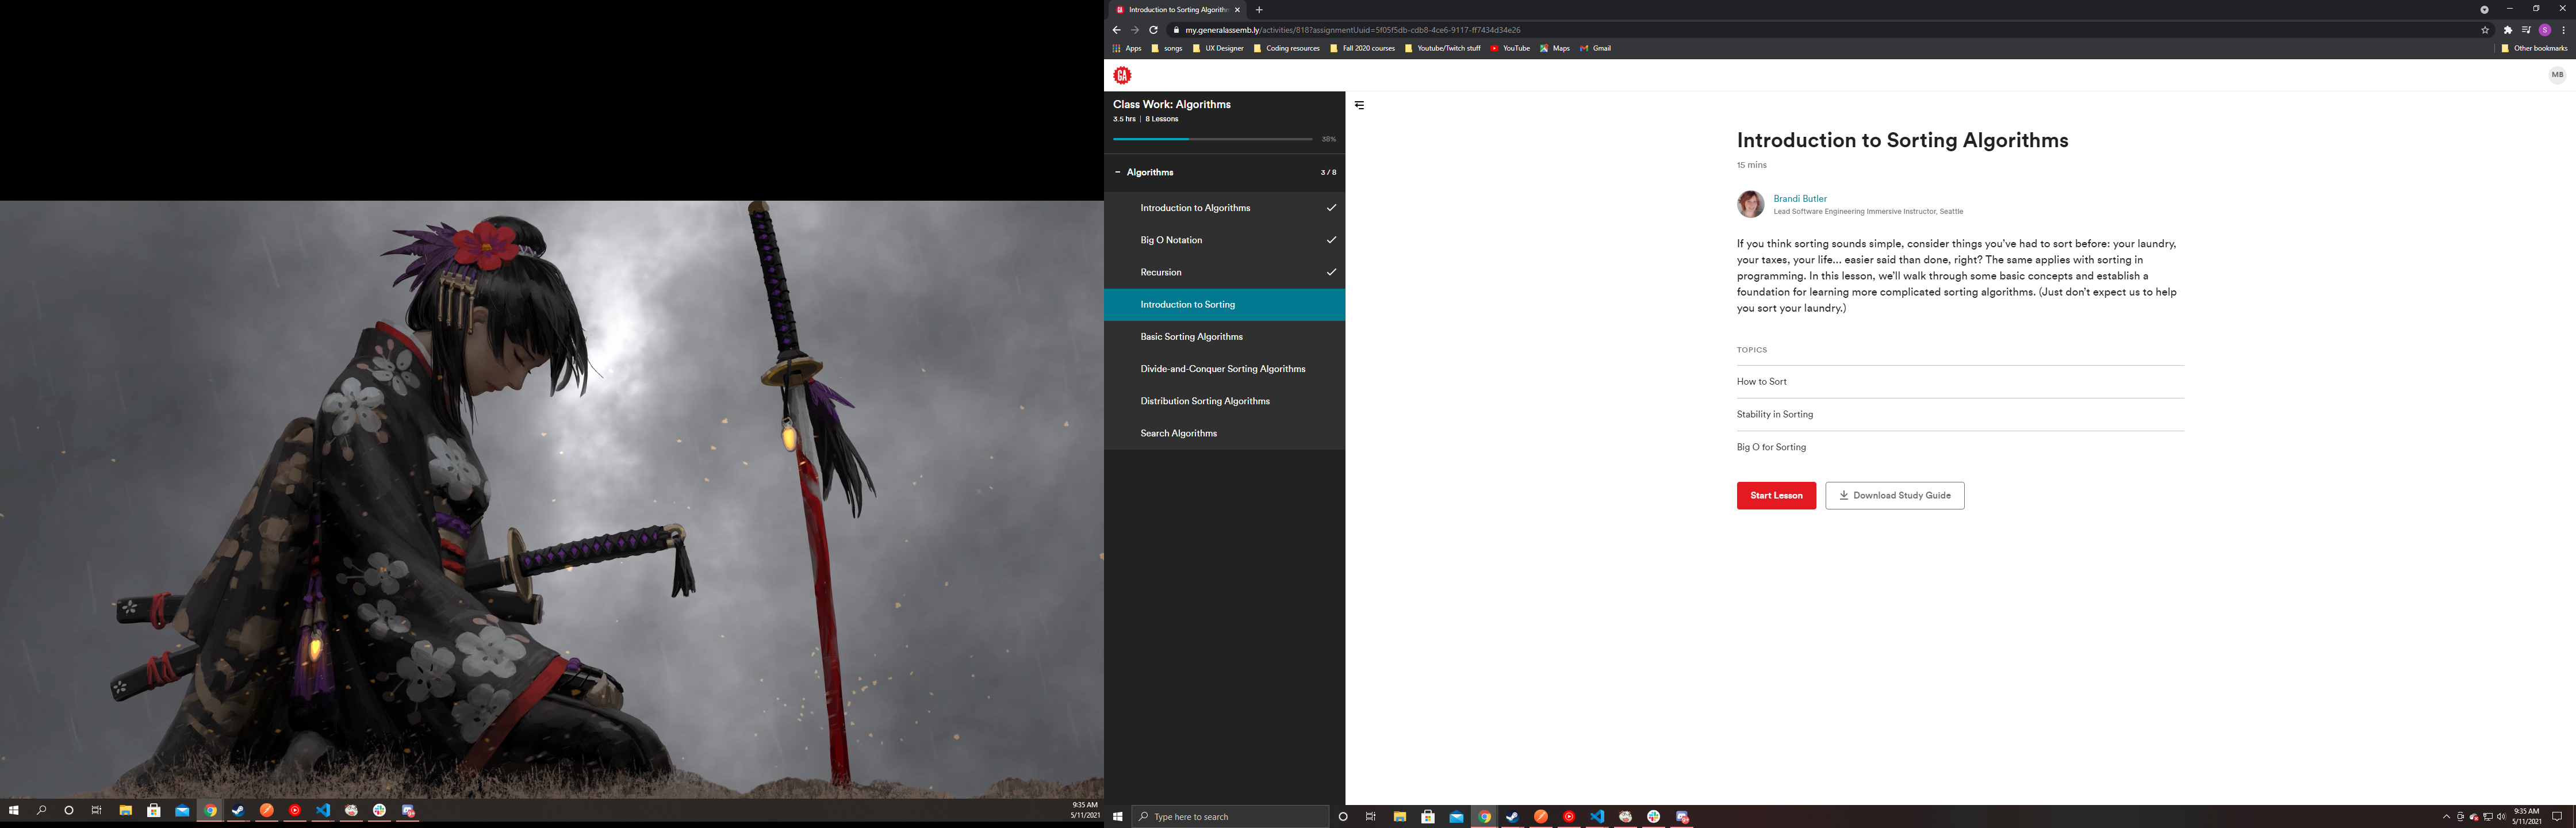 9:35 AM
5/11/2021
Introduction to Sorting Algorithm
my.generalassemb.ly/activities/818?assignmentUuid=5f05f5db-cdb8-4ce6-9117-ff7434d34e26
Apps songs UX Designer Coding resources Fall 2020 courses Youtube/Twitch stuff YouTube Maps Gmail Other bookmarks
S
GA
MB
Class Work: Algorithms
3.5 hrs | 8 Lessons
38%
Algorithms 3 / 8
Introduction to Algorithms
Big O Notation
Recursion
Introduction to Sorting
Basic Sorting Algorithms
Divide-and-Conquer Sorting Algorithms
Distribution Sorting Algorithms
Search Algorithms
Introduction to Sorting Algorithms
15 mins
Brandi Butler
Lead Software Engineering Immersive Instructor, Seattle
If you think sorting sounds simple, consider things you've had to sort before: your laundry,
your taxes, your life... easier said than done, right? The same applies with sorting in
programming. In this lesson, we'll walk through some basic concepts and establish a
foundation for learning more complicated sorting algorithms. (Just don't expect us to help
you sort your laundry.)
TOPICS
How to Sort
Stability in Sorting
Big O for Sorting
Start Lesson
Download Study Guide
Type here to search
9:35 AM
5/11/2021